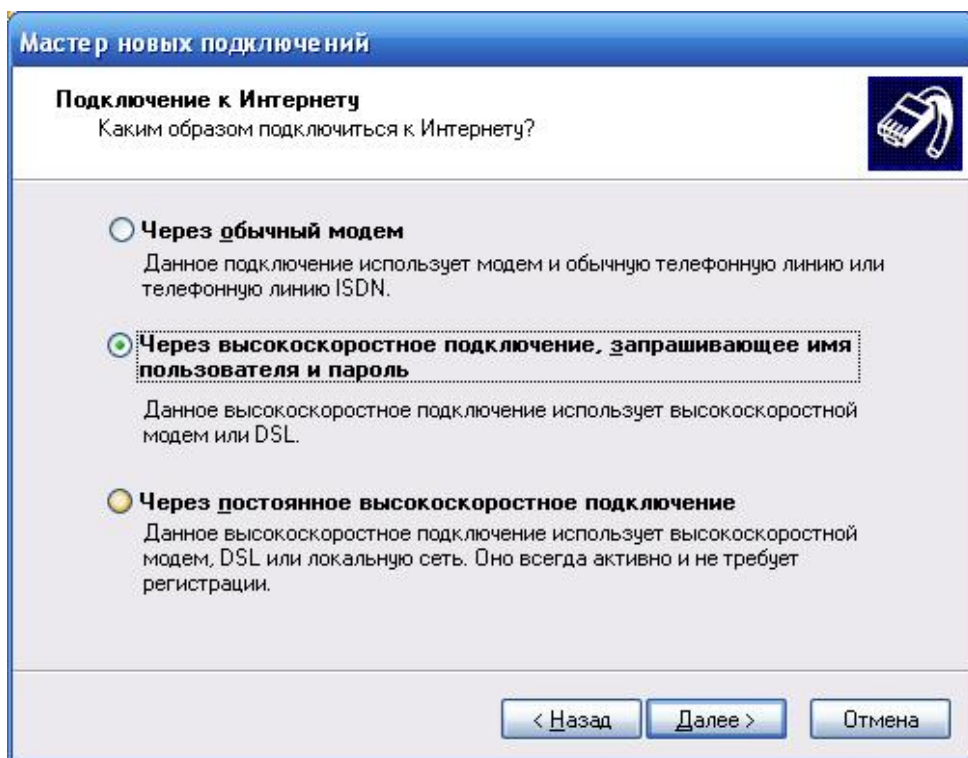 Мастер новых подключений
Подключение к Интернету
Каким образом подключиться к Интернету?
Через обычный модем
Данное подключение использует модем и обычную телефонную линию или
телефонную линию ISDN.
Через высокоскоростное подключение, запрашивающее имя
пользователя и пароль
Данное высокоскоростное подключение использует высокоскоростной
модем или DSL.
Через постоянное высокоскоростное подключение
Данное высокоскоростное подключение использует высокоскоростной
модем, DSL или локальную сеть. Оно всегда активно и не требует
регистрации.
< Назад Далее > Отмена